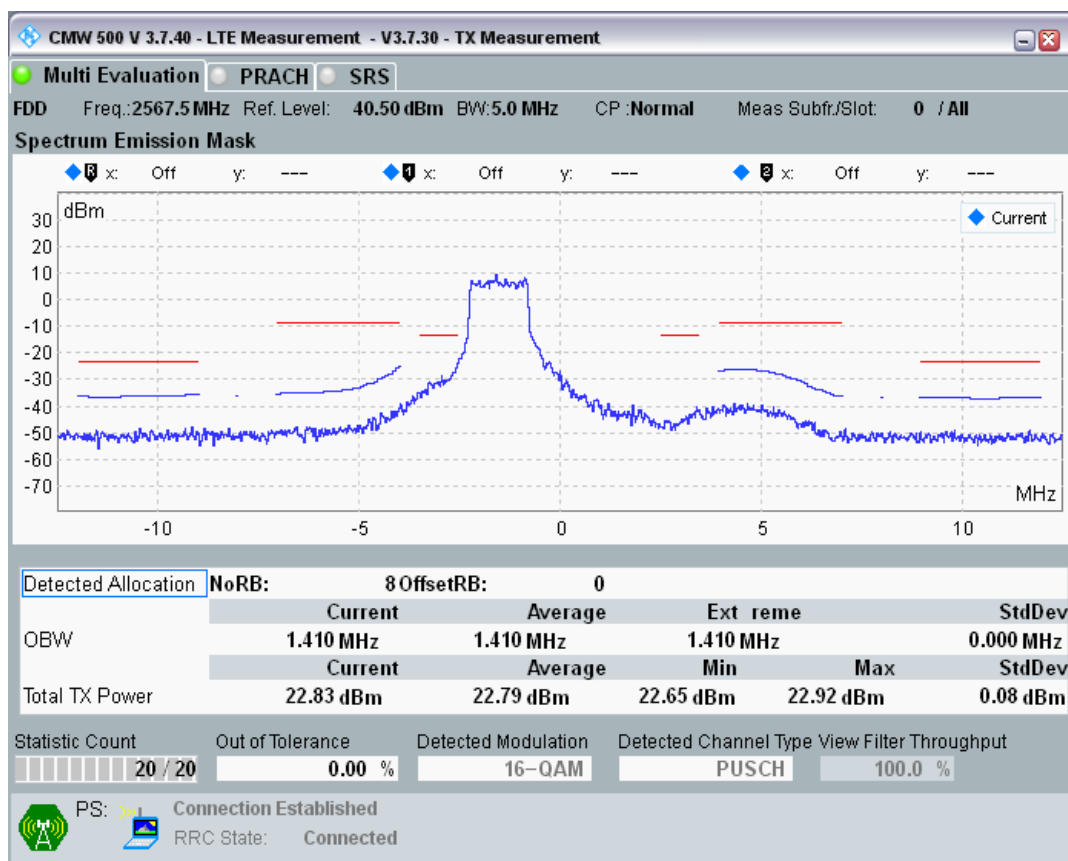 CMW 500 V 3.7.40 - LTE Measurement - V3.7.30 - TX Measurement
Multi Evaluation PRACH SRS
FDD Freq.:2567.5 MHz Ref. Level: 40.50 dBm BW:5.0 MHz CP :Normal Meas Subfr./Slot: 0 / All
Spectrum Emission Mask
R x: Off y: --- 1 x: Off y: --- 2 x: Off y: ---
dBm
Current
30
20
10
0
-10
-20
-30
-40
-50
-60
-70
MHz
-10 -5 0 5 10
Detected Allocation NoRB: 8 OffsetRB: 0
Current Average Ext reme StdDev
OBW 1.410 MHz 1.410 MHz 1.410 MHz 0.000 MHz
Current Average Min Max StdDev
Total TX Power 22.83 dBm 22.79 dBm 22.65 dBm 22.92 dBm 0.08 dBm
Statistic Count Out of Tolerance Detected Modulation Detected Channel Type View Filter Throughput
20 / 20 0.00 % 16-QAM PUSCH 100.0 %
PS: Connection Established
RRC State: Connected